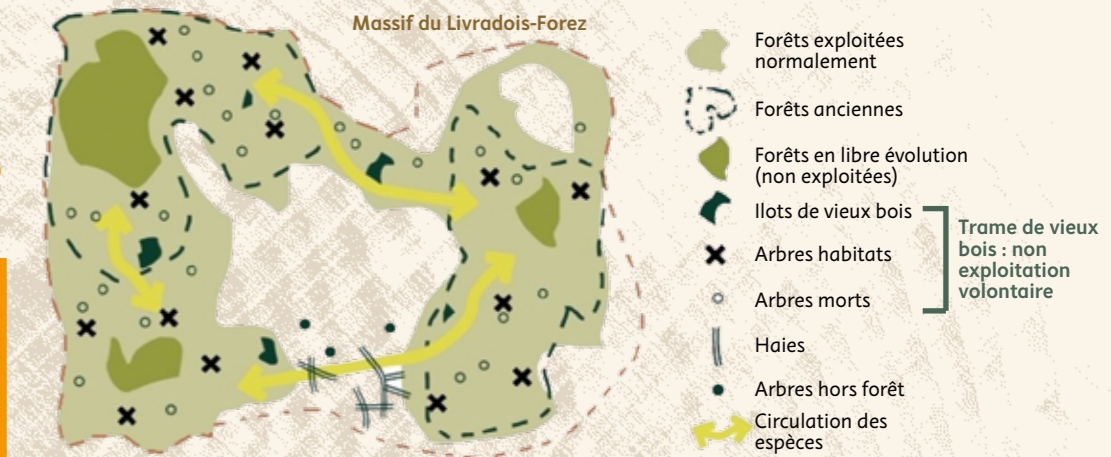 Massif du Livradois-Forez
Forêts exploitées
normalement
Forêts anciennes
Forêts en libre évolution
(non exploitées)
Ilots de vieux bois
Arbres habitats
Arbres morts
Trame de vieux
bois : non
exploitation
volontaire
Haies
Arbres hors forêt
Circulation des
espèces